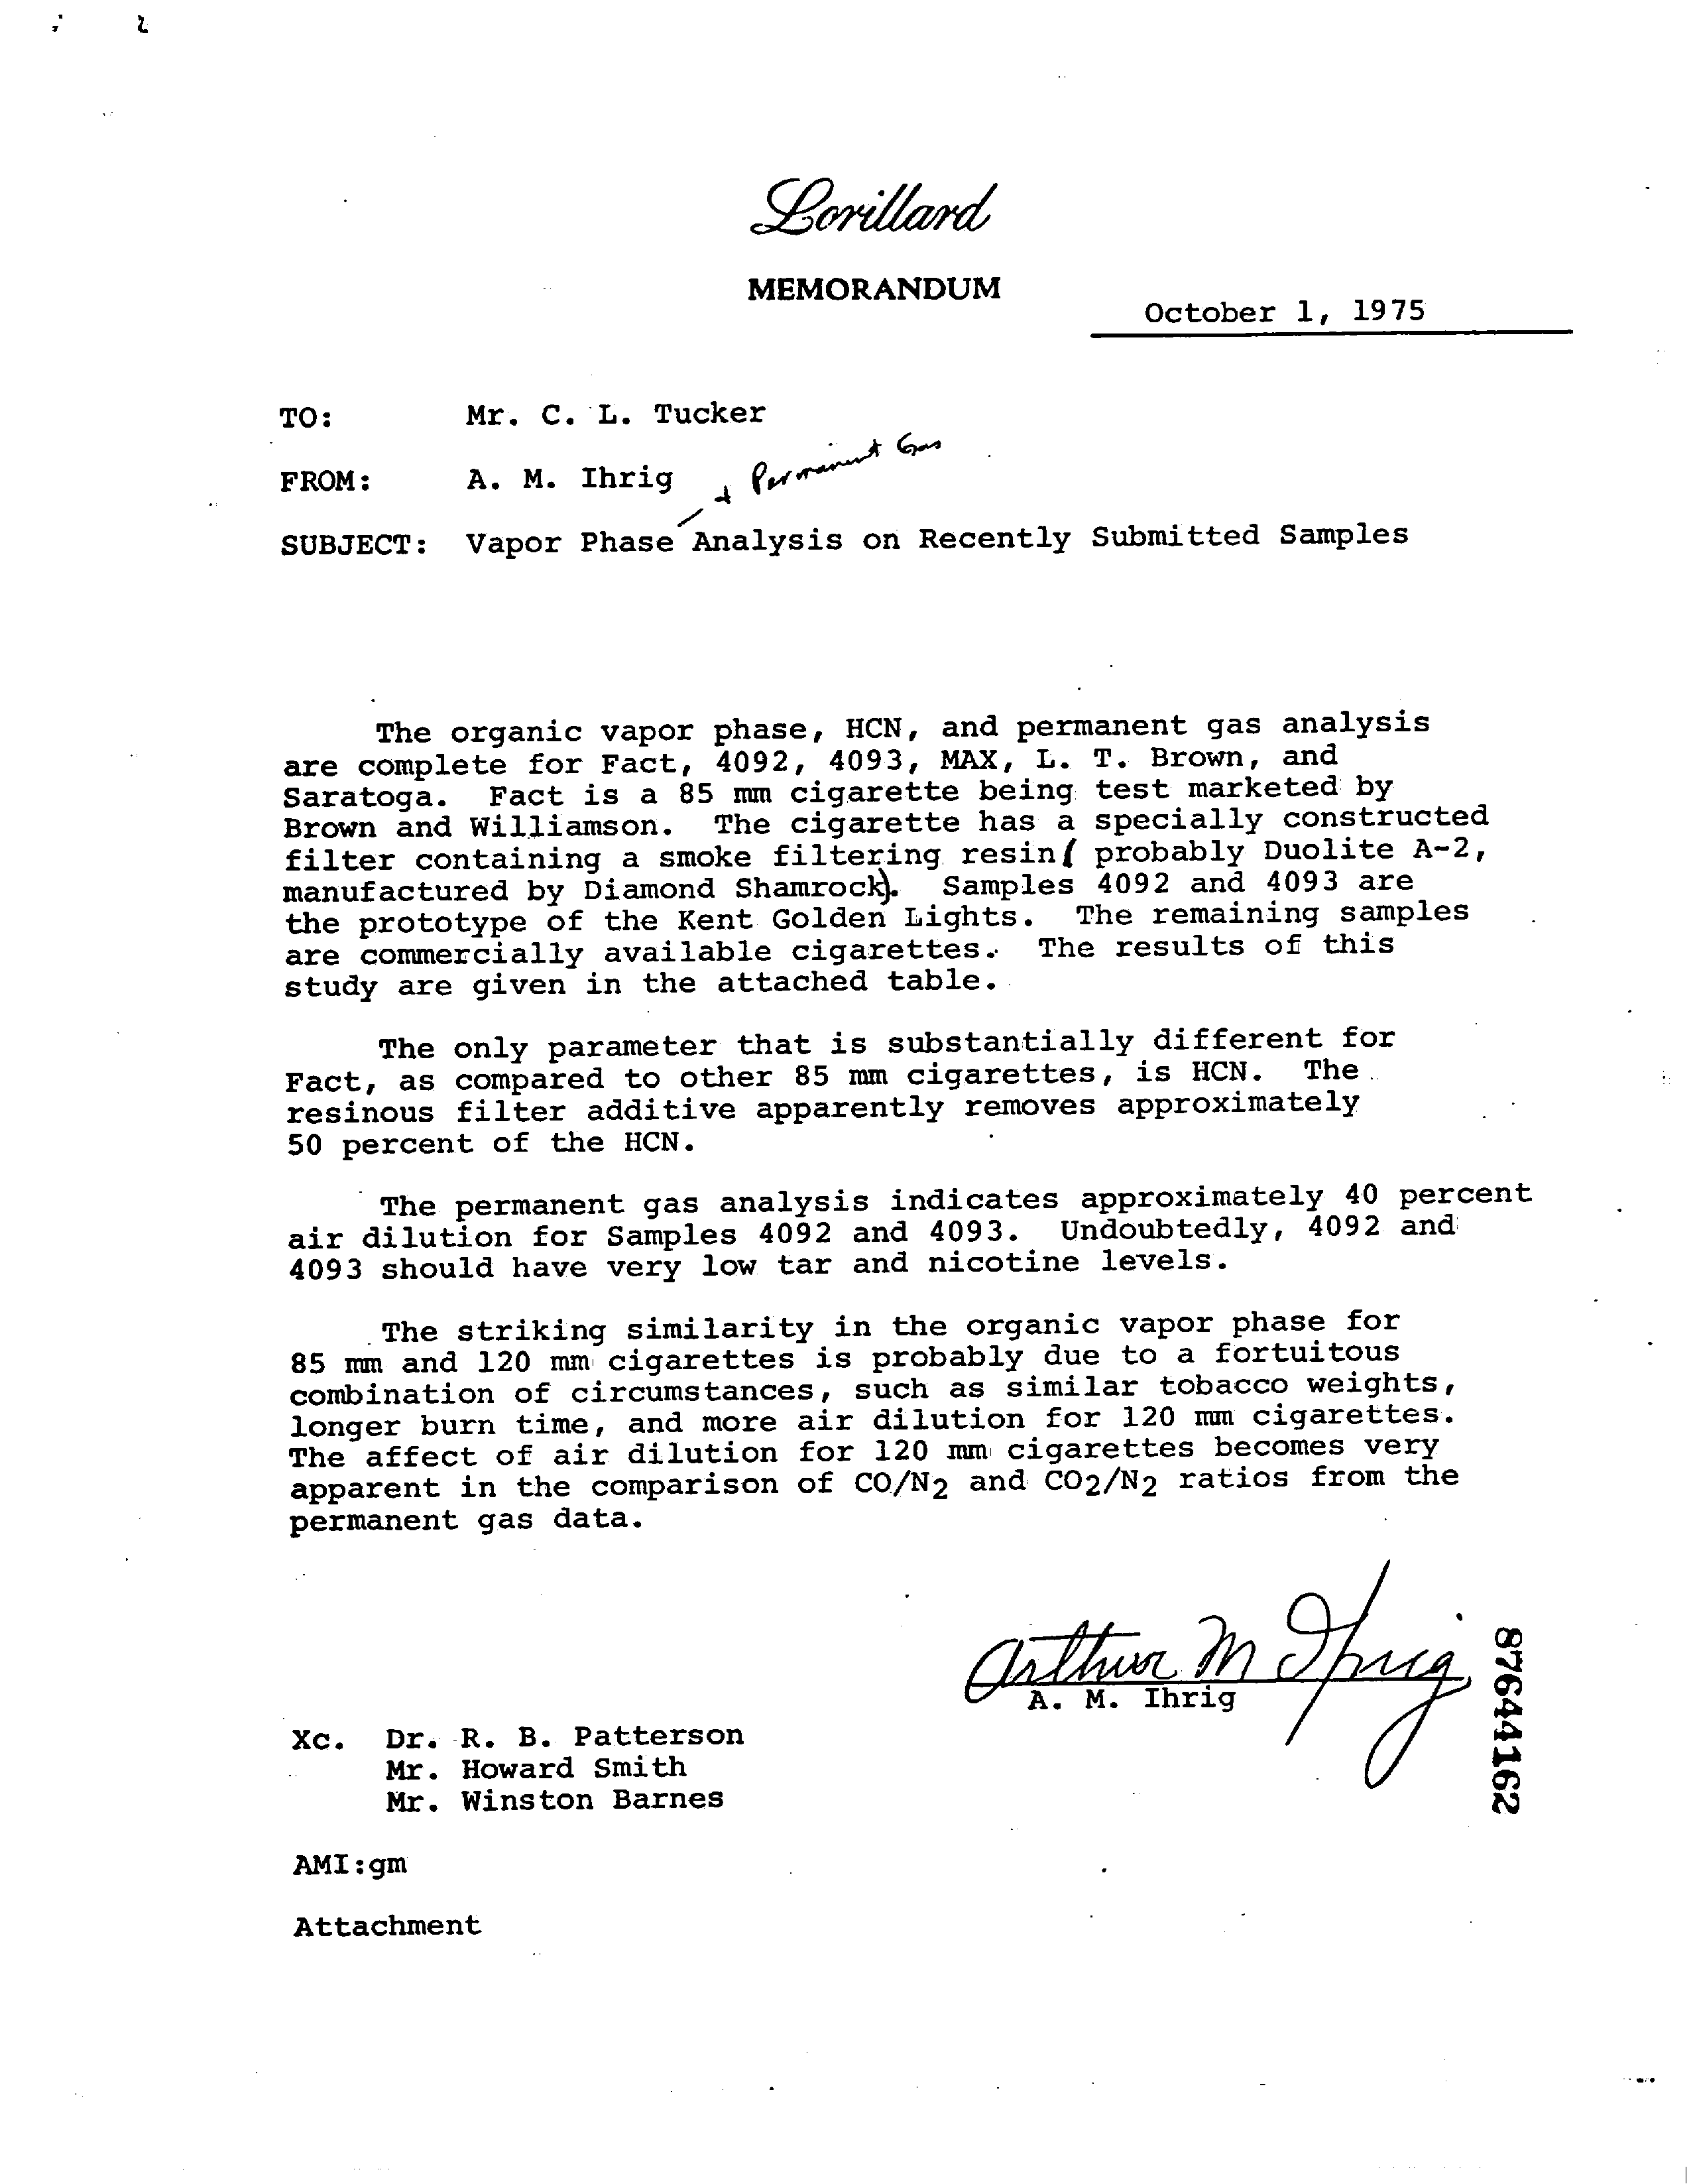 Lorillard
MEMORANDUM
October 1, 1975
TO: Mr. C. L. Tucker
FROM: A. M. Ihrig
+ Permanent Gas
SUBJECT: Vapor Phase Analysis on Recently Submitted Samples
The organic vapor phase, HCN, and permanent gas analysis
are complete for Fact, 4092, 4093, MAX, L. T. Brown, and
Saratoga. Fact is a 85 mm cigarette being test marketed by
Brown and Williamson. The cigarette has a specially constructed
filter containing a smoke filtering resin( probably Duolite A-2,
manufactured by Diamond Shamrock). Samples 4092 and 4093 are
the prototype of the Kent Golden Lights. The remaining samples
are commercially available cigarettes. The results of this
study are given in the attached table.
The only parameter that is substantially different for
Fact, as compared to other 85 mm cigarettes, is HCN. The
resinous filter additive apparently removes approximately
50 percent of the HCN.
The permanent gas analysis indicates approximately 40 percent
air dilution for Samples 4092 and 4093. Undoubtedly, 4092 and
4093 should have very low tar and nicotine levels.
The striking similarity in the organic vapor phase for
85 mm and 120 mm cigarettes is probably due to a fortuitous
combination of circumstances, such as similar tobacco weights,
longer burn time, and more air dilution for 120 mm cigarettes.
The affect of air dilution for 120 mm cigarettes becomes very
apparent in the comparison of CO/N2 and CO2/N2 ratios from the
permanent gas data.
Arthur M Ihrig
A. M. Ihrig
87644162
Xc. Dr. R. B. Patterson
Mr. Howard Smith
Mr. Winston Barnes
AMI:gm
Attachment